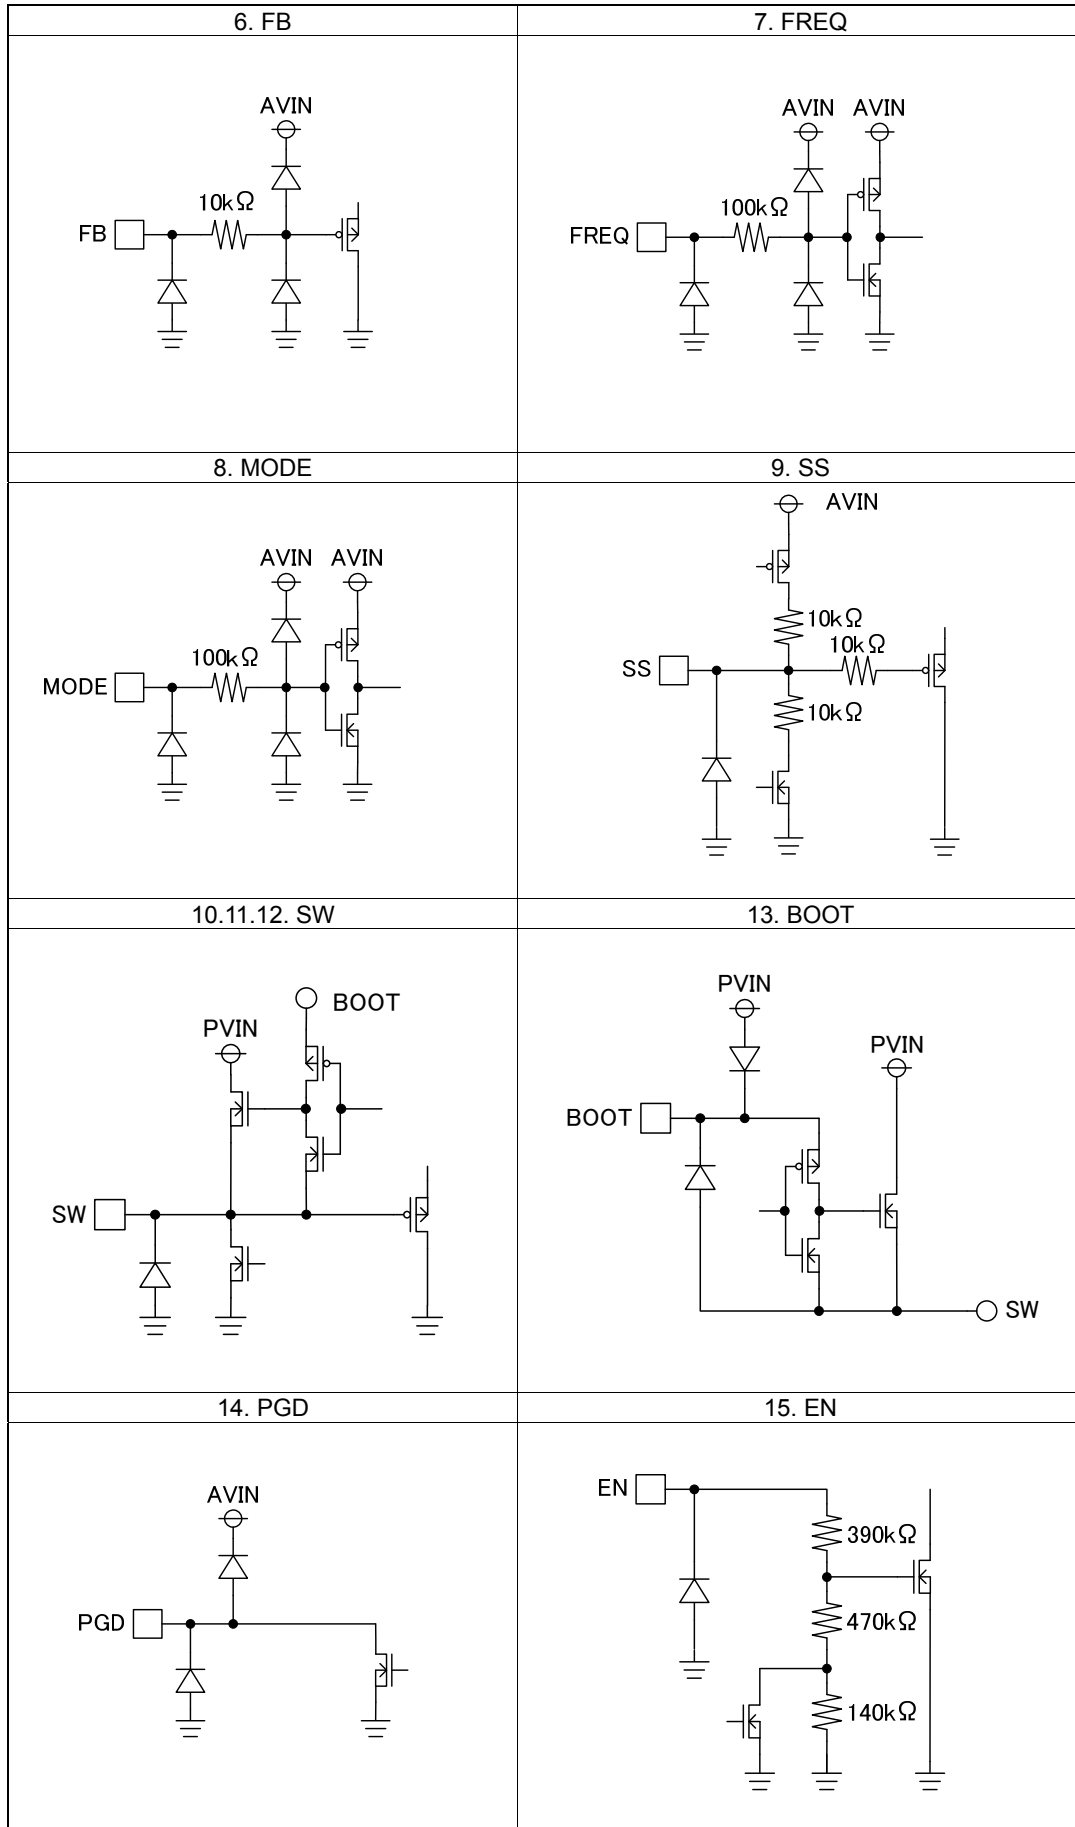 6. FB
7. FREQ
AVIN
10kΩ
FB
AVIN AVIN
100kΩ
FREQ
8. MODE
9. SS
AVIN AVIN
100kΩ
MODE
AVIN
10kΩ
10kΩ
SS
10kΩ
10.11.12. SW
13. BOOT
BOOT
PVIN
SW
PVIN
PVIN
BOOT
SW
14. PGD
15. EN
AVIN
PGD
EN
390kΩ
470kΩ
140kΩ